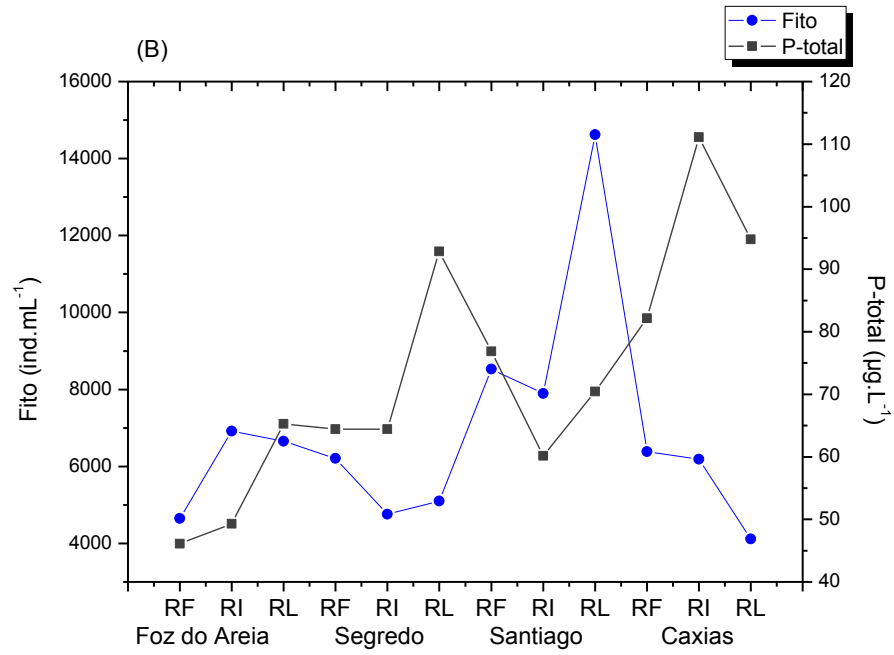 (B)
Fito
P-total
16000
14000
12000
10000
8000
6000
4000
Fito (ind.mL⁻¹)
120
110
100
90
80
70
60
50
40
P-total (µg.L⁻¹)
RF RI RL RF RI RL RF RI RL RF RI RL
Foz do Areia Segredo Santiago Caxias